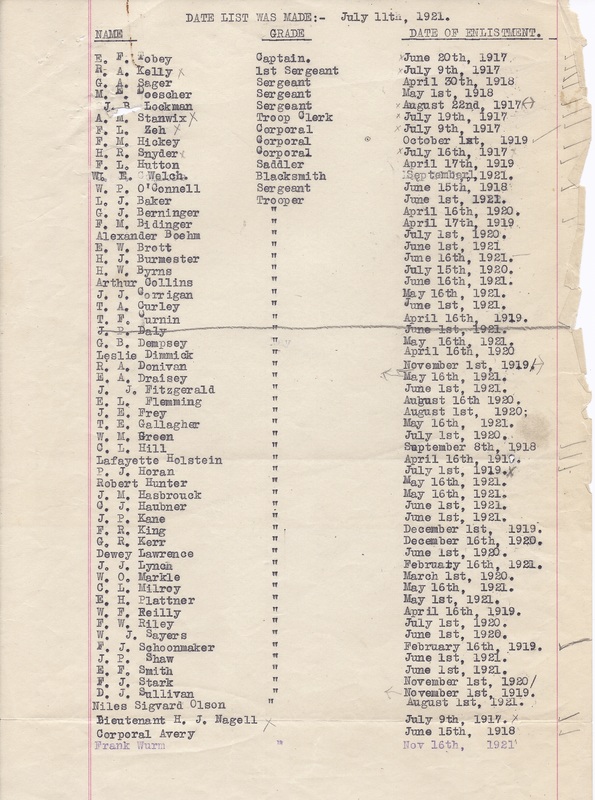 DATE LIST WAS MADE:- July 11th, 1921.
NAME GRADE DATE OF ENLISTMENT.
E. F. Tobey Captain. June 20th, 1917
R. A. Kelly 1st Sergeant July 9th, 1917
G. A. Sager Sergeant April 30th, 1918
M. E. Doescher Sergeant May 1st, 1918
J. R. Lockman Sergeant August 22nd, 1917
A. M. Stanwix Troop Clerk July 19th, 1917
F. L. Zeh Corporal July 9th, 1917
F. M. Hickey Corporal October 1st, 1919
H. R. Snyder Corporal July 16th, 1917
F. L. Hutton Saddler April 17th, 1919
W. E. Welch Blacksmith September, 1921.
W. P. O'Connell Sergeant June 15th, 1918
L. J. Baker Trooper June 1st, 1921.
G. J. Berninger " April 16th, 1920.
F. M. Bidinger " April 17th, 1919
Alexander Boehm " July 1st, 1920.
E. W. Brott " June 1st, 1921
H. J. Burmester " June 16th, 1921.
H. W. Byrns " July 15th, 1920.
Arthur Collins " June 16th, 1921.
J. J. Corrigan " May 16th, 1921.
T. A. Curley " June 1st, 1921.
T. F. Curnin " April 16th, 1919.
J. P. Daly " June 1st, 1921.
G. B. Dempsey " May 16th, 1921.
Leslie Dimmick " April 16th, 1920
R. A. Donivan " November 1st, 1919,
E. A. Draisey " May 16th, 1921.
J. J. Fitzgerald " June 1st, 1921.
E. L. Flemming " August 16th 1920.
J. E. Frey " August 1st, 1920;
T. E. Gallagher " May 16th, 1921.
W. M. Green " July 1st, 1920.
C. L. Hill " September 8th, 1918
Lafayette Holstein " April 16th, 1919.
P. J. Horan " July 1st, 1919.
Robert Hunter " May 16th, 1921.
J. M. Hasbrouck " May 16th, 1921.
C. J. Haubner " June 1st, 1921.
J. P. Kane " June 1st, 1921.
F. R. King " December 1st, 1919.
G. R. Kerr " December 16th, 1920.
Dewey Lawrence " June 1st, 1920.
J. J. Lynch " February 16th, 1921.
W. O. Markle " March 1st, 1920.
C. L. Milroy " May 16th, 1921.
E. H. Plattner " May 1st, 1921.
W. F. Reilly " April 16th, 1919.
F. W. Riley " July 1st, 1920.
W. J. Sayers " June 1st, 1920.
F. J. Schoonmaker " February 16th, 1919.
J. P. Shaw " June 1st, 1921.
E. F. Smith " June 1st, 1921.
F. J. Stark " November 1st, 1920/
D. J. Sullivan " November 1st, 1919.
Niles Sigvard Olson " August 1st, 1921.
Lieutenant H. J. Nagell July 9th, 1917.
Corporal Avery June 15th, 1918
Frank Wurm " Nov 16th, 1921